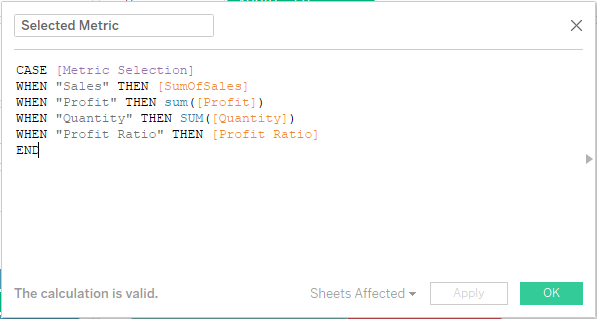 Selected Metric
CASE [Metric Selection]
WHEN "Sales" THEN [SumOfSales]
WHEN "Profit" THEN sum([Profit])
WHEN "Quantity" THEN SUM([Quantity])
WHEN "Profit Ratio" THEN [Profit Ratio]
END
The calculation is valid.
Sheets Affected
Apply
OK